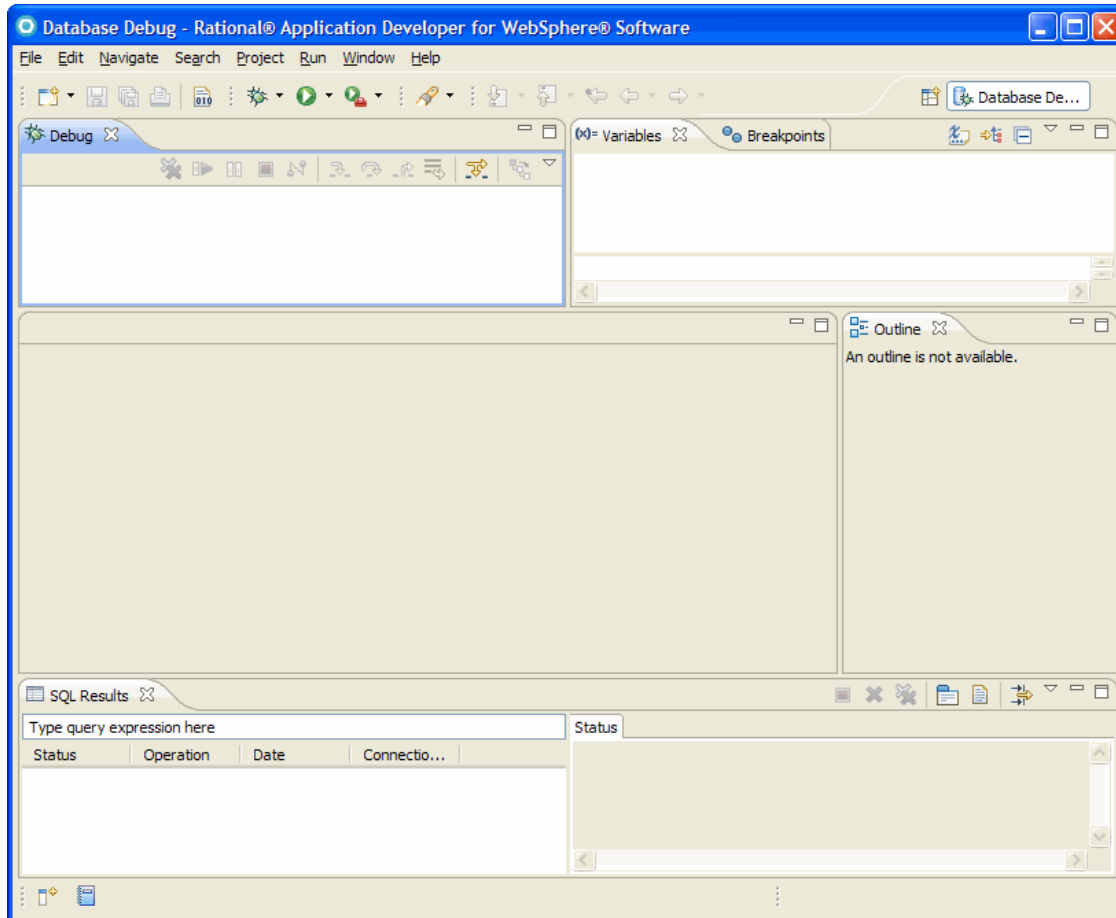 Database Debug - Rational® Application Developer for WebSphere® Software
File Edit Navigate Search Project Run Window Help
010
Database De...
Debug
(x)= Variables
Breakpoints
Outline
An outline is not available.
SQL Results
Type query expression here
Status
Status Operation Date Connectio...